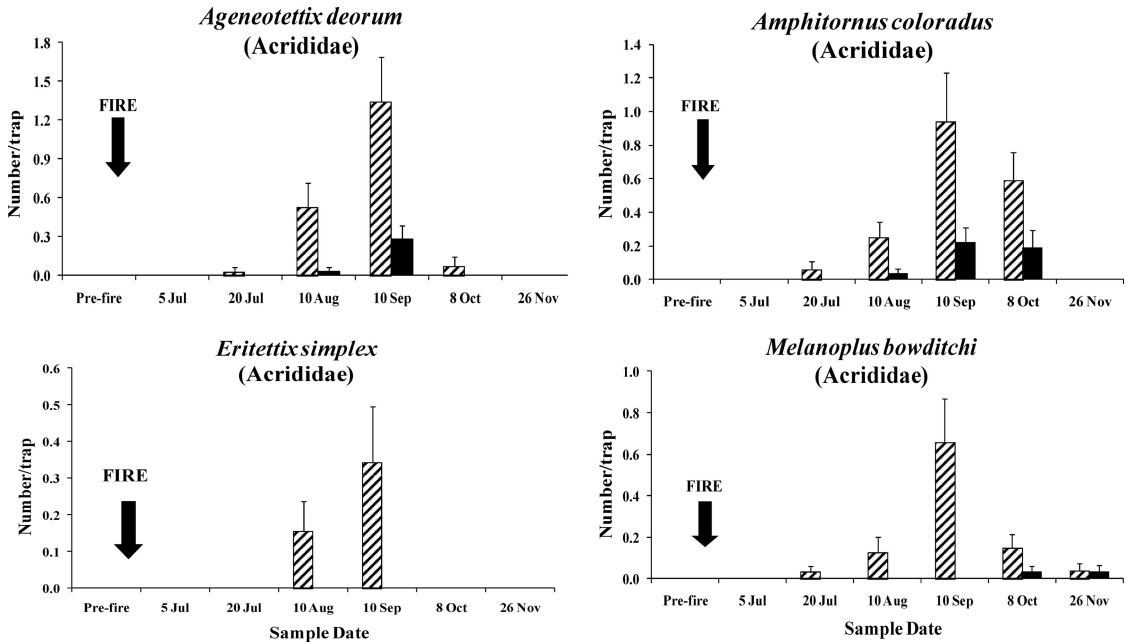 Ageneotettix deorum
(Acrididae)
Number/trap
1.8
1.5
1.2
0.9
0.6
0.3
0.0
FIRE
Pre-fire 5 Jul 20 Jul 10 Aug 10 Sep 8 Oct 26 Nov
Amphitornus coloradus
(Acrididae)
Number/trap
1.4
1.2
1.0
0.8
0.6
0.4
0.2
0.0
FIRE
Pre-fire 5 Jul 20 Jul 10 Aug 10 Sep 8 Oct 26 Nov
Eritettix simplex
(Acrididae)
Number/trap
0.6
0.5
0.4
0.3
0.2
0.1
0.0
FIRE
Pre-fire 5 Jul 20 Jul 10 Aug 10 Sep 8 Oct 26 Nov
Sample Date
Melanoplus bowditchi
(Acrididae)
Number/trap
1.0
0.8
0.6
0.4
0.2
0.0
FIRE
Pre-fire 5 Jul 20 Jul 10 Aug 10 Sep 8 Oct 26 Nov
Sample Date